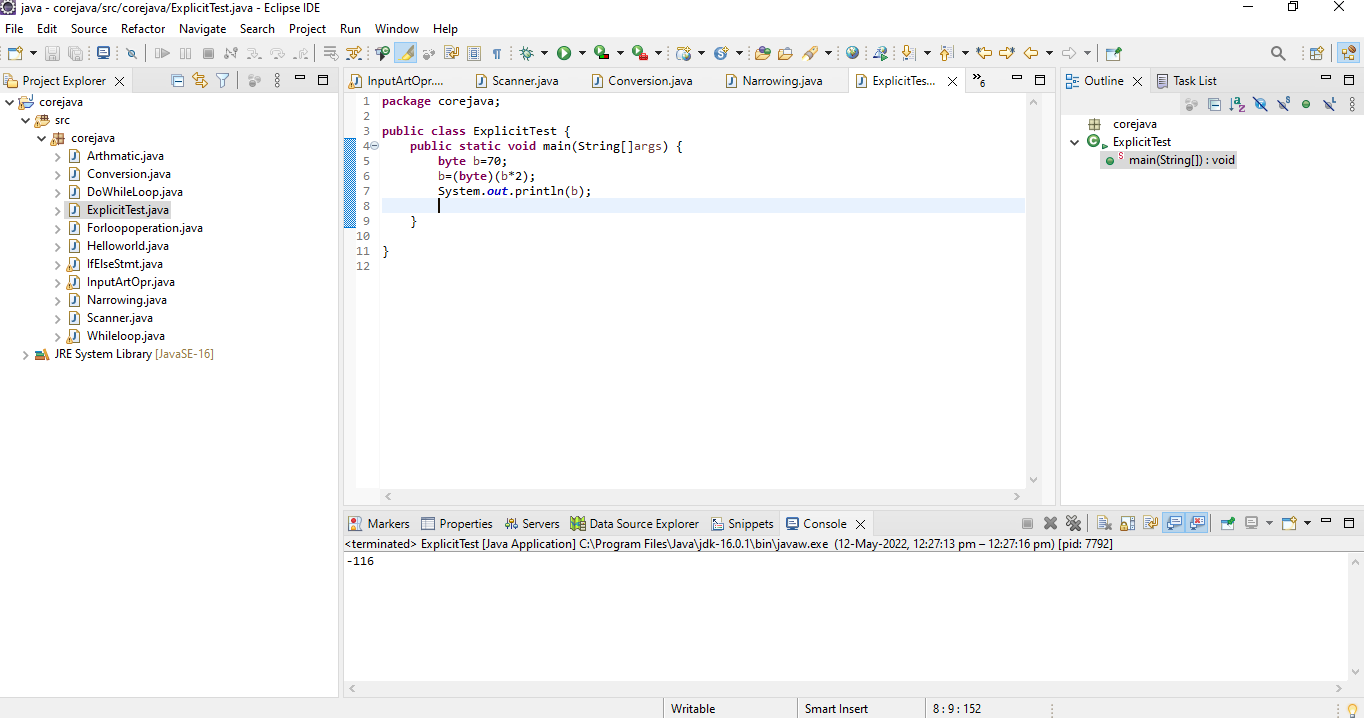 java - corejava/src/corejava/ExplicitTest.java - Eclipse IDE
File Edit Source Refactor Navigate Search Project Run Window Help
Project Explorer
corejava
src
corejava
Arthmatic.java
Conversion.java
DoWhileLoop.java
ExplicitTest.java
Forloopoperation.java
Helloworld.java
IfElseStmt.java
InputArtOpr.java
Narrowing.java
Scanner.java
Whileloop.java
JRE System Library [JavaSE-16]
InputArtOpr.... Scanner.java Conversion.java Narrowing.java ExplicitTes... »6
1 package corejava;
2
3 public class ExplicitTest {
4 public static void main(String[]args) {
5 byte b=70;
6 b=(byte)(b*2);
7 System.out.println(b);
8
9 }
10
11 }
12
Outline Task List
corejava
ExplicitTest
main(String[]) : void
Markers Properties Servers Data Source Explorer Snippets Console
<terminated> ExplicitTest [Java Application] C:\Program Files\Java\jdk-16.0.1\bin\javaw.exe (12-May-2022, 12:27:13 pm – 12:27:16 pm) [pid: 7792]
-116
Writable Smart Insert 8 : 9 : 152